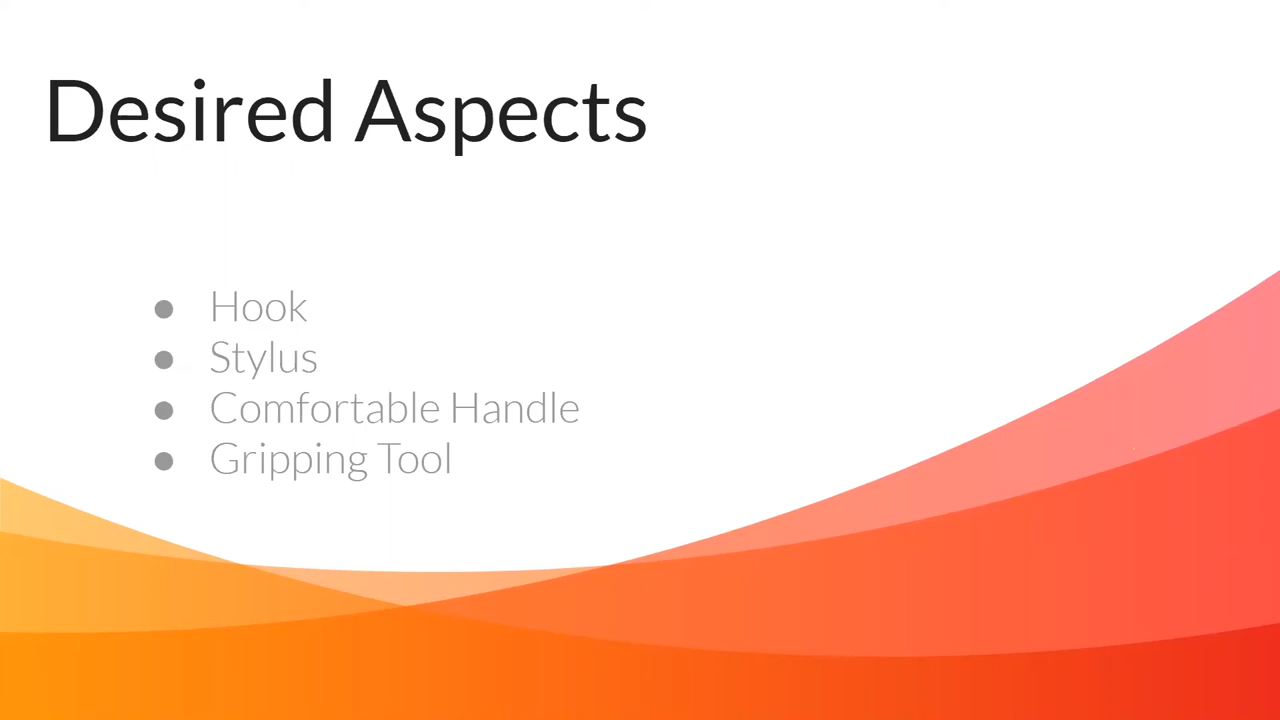 Desired Aspects
● Hook
● Stylus
● Comfortable Handle
● Gripping Tool